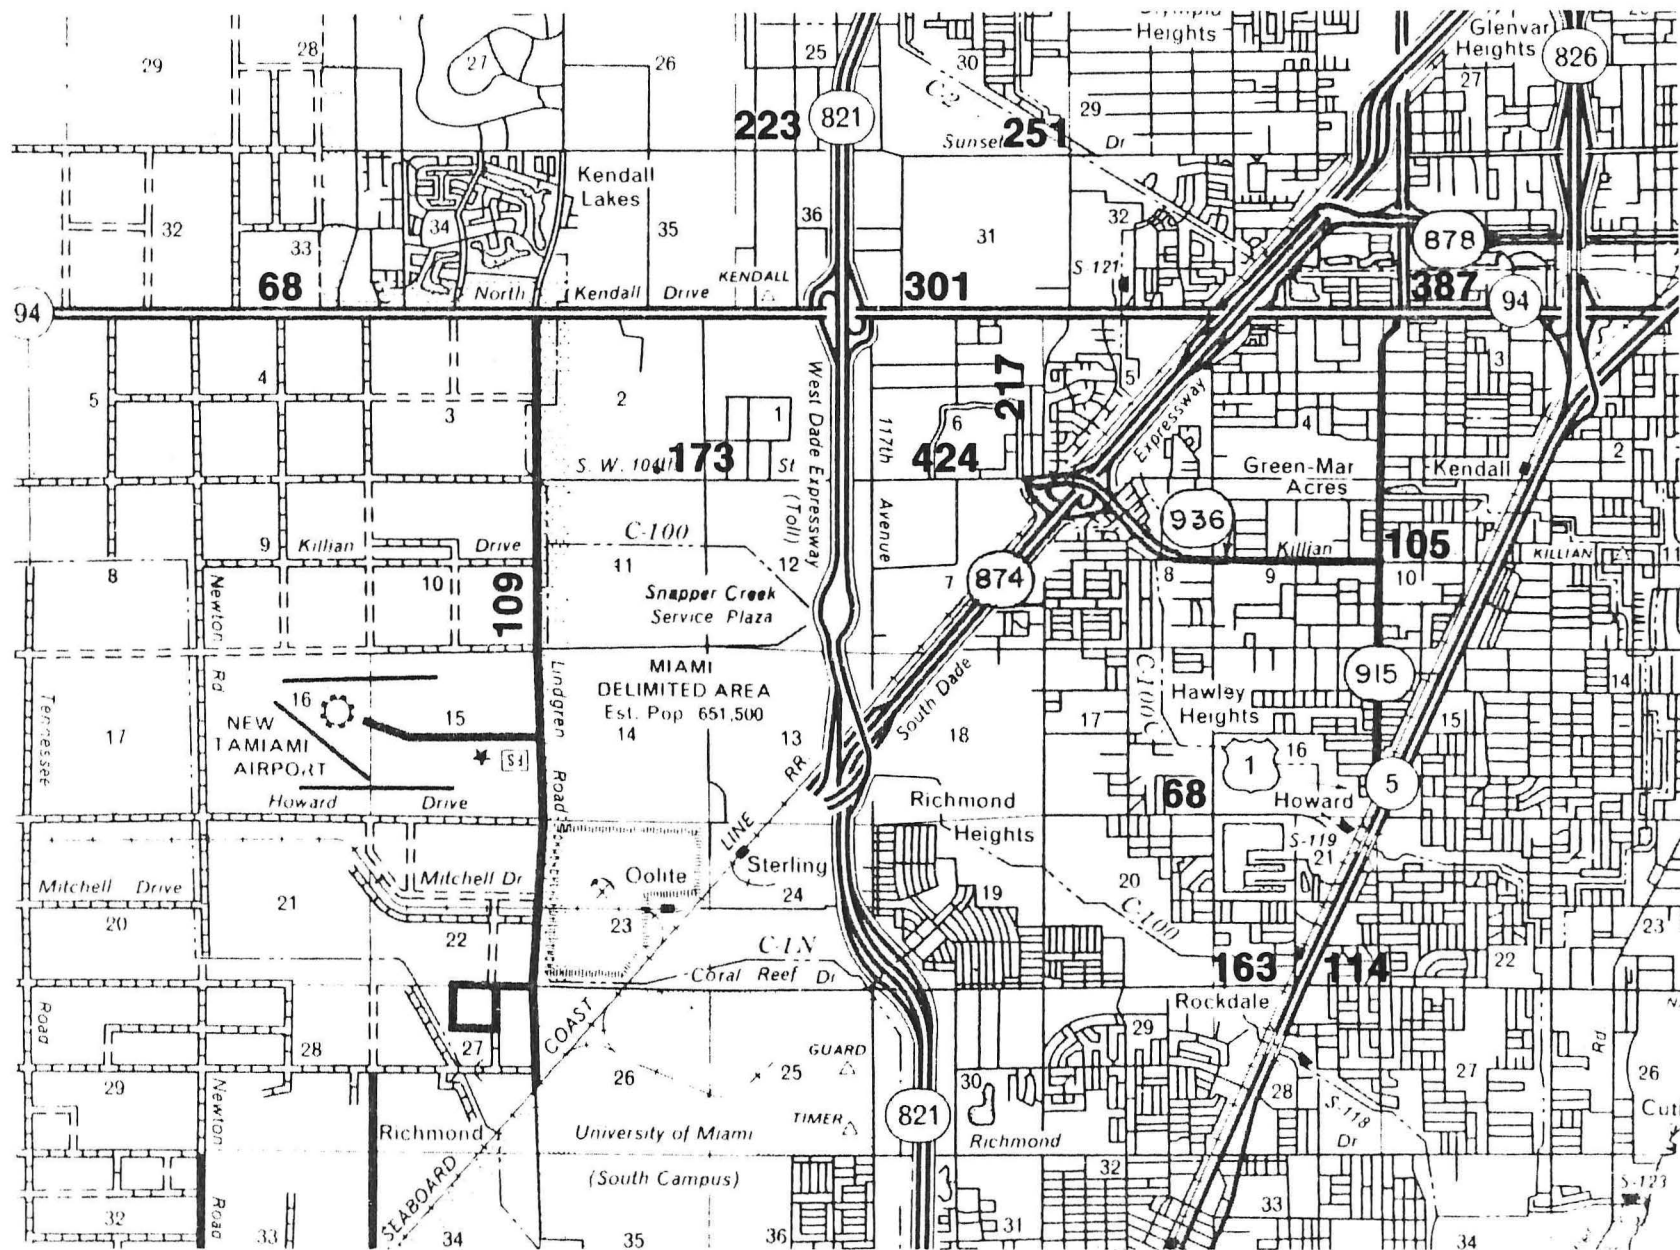 28
29
27
26
25
30
Heights
Glenvar
Heights
27
826
C-2
29
223
821
251
Sunset
Dr
Kendall
Lakes
32
33
34
35
36
31
32
878
68
KENDALL
S-121
301
387
94
94
North
Kendall Drive
4
5
3
2
1
West Dade Expressway
(Toll)
117th
Avenue
6
217
5
Expressway
4
3
2
173
S. W. 104th
St
424
Green-Mar
Acres
Kendall
936
C-100
9
Killian
Drive
8
10
11
12
7
874
8
Killian
9
105
10
KILLIAN
11
109
Newton
Rd
Snapper Creek
Service Plaza
MIAMI
DELIMITED AREA
Est. Pop 651,500
Lindgren
Road
Tennessee
16
15
17
NEW
TAMIAMI
AIRPORT
FS
14
13
18
South Dade
17
C-100C
Hawley
Heights
915
14
15
16
1
Howard
Drive
RR
LINE
Richmond
Heights
68
Howard
5
S-119
21
Mitchell Drive
20
21
Mitchell Dr
22
Oolite
23
Sterling
24
19
20
C-100
C-1N
Coral Reef Dr
163
114
22
23
Rockdale
Road
29
28
27
COAST
26
25
GUARD
30
29
28
27
Rd
26
Newton
Road
TIMER
821
Richmond
S-118
Dr
Richmond
University of Miami
(South Campus)
SEABOARD
32
33
34
35
36
31
32
33
34
S-123